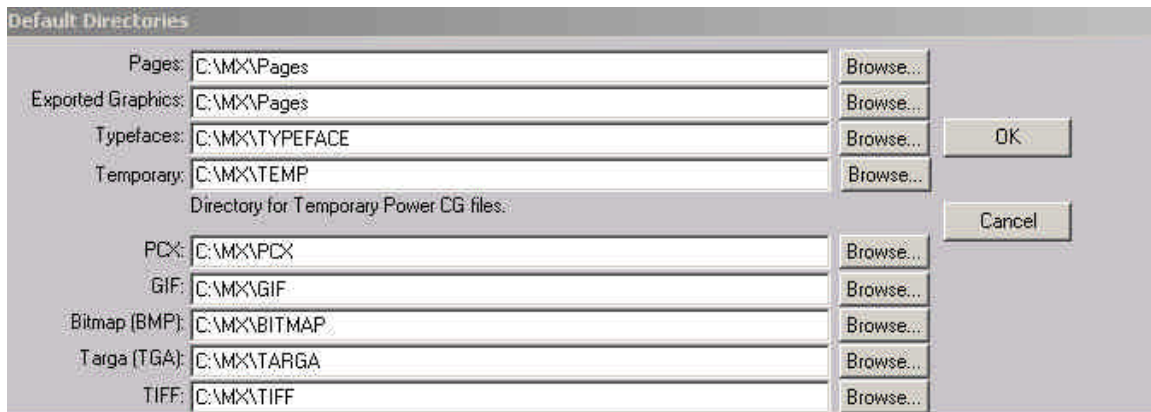 Default Directories
Pages: C:\MX\Pages Browse...
Exported Graphics: C:\MX\Pages Browse...
Typefaces: C:\MX\TYPEFACE Browse... OK
Temporary: C:\MX\TEMP Browse...
Directory for Temporary Power CG files.
Cancel
PCX: C:\MX\PCX Browse...
GIF: C:\MX\GIF Browse...
Bitmap (BMP): C:\MX\BITMAP Browse...
Targa (TGA): C:\MX\TARGA Browse...
TIFF: C:\MX\TIFF Browse...